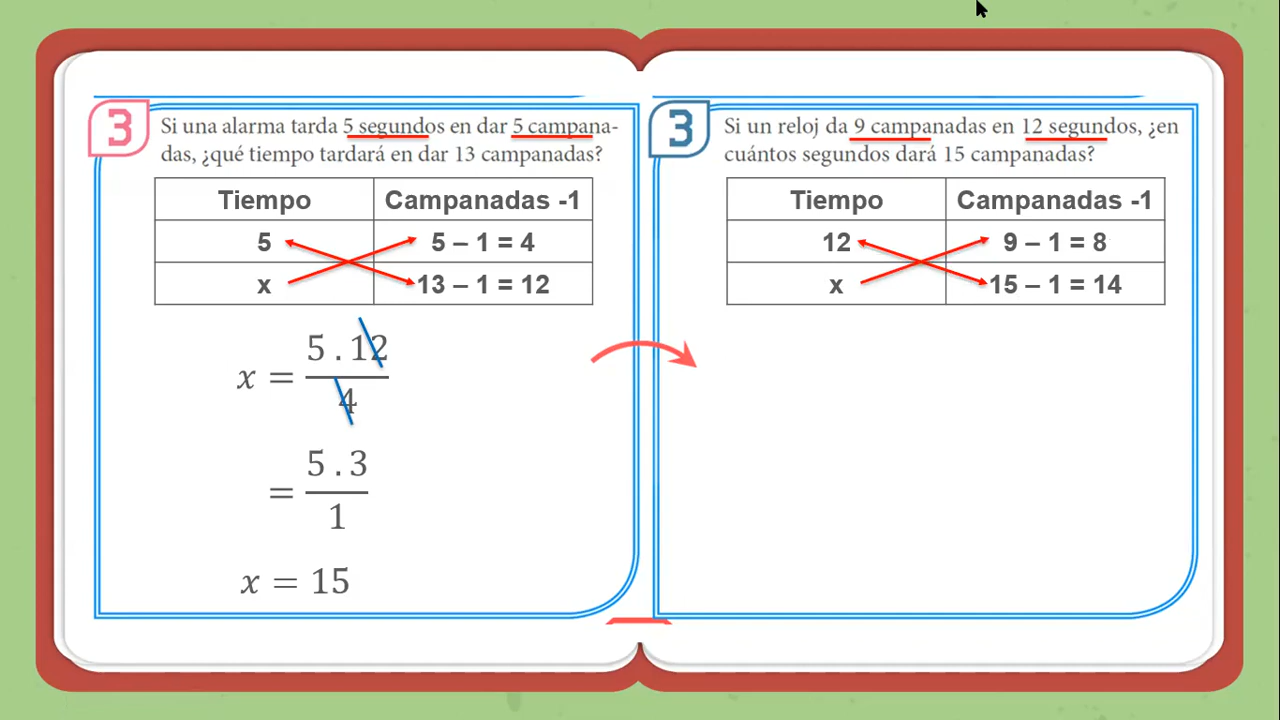 3
Si una alarma tarda 5 segundos en dar 5 campana-
das, ¿qué tiempo tardará en dar 13 campanadas?
Tiempo Campanadas -1
5 5 – 1 = 4
x 13 – 1 = 12
x = 5 . 12 / 4
= 5 . 3 / 1
x = 15
3
Si un reloj da 9 campanadas en 12 segundos, ¿en
cuántos segundos dará 15 campanadas?
Tiempo Campanadas -1
12 9 – 1 = 8
x 15 – 1 = 14